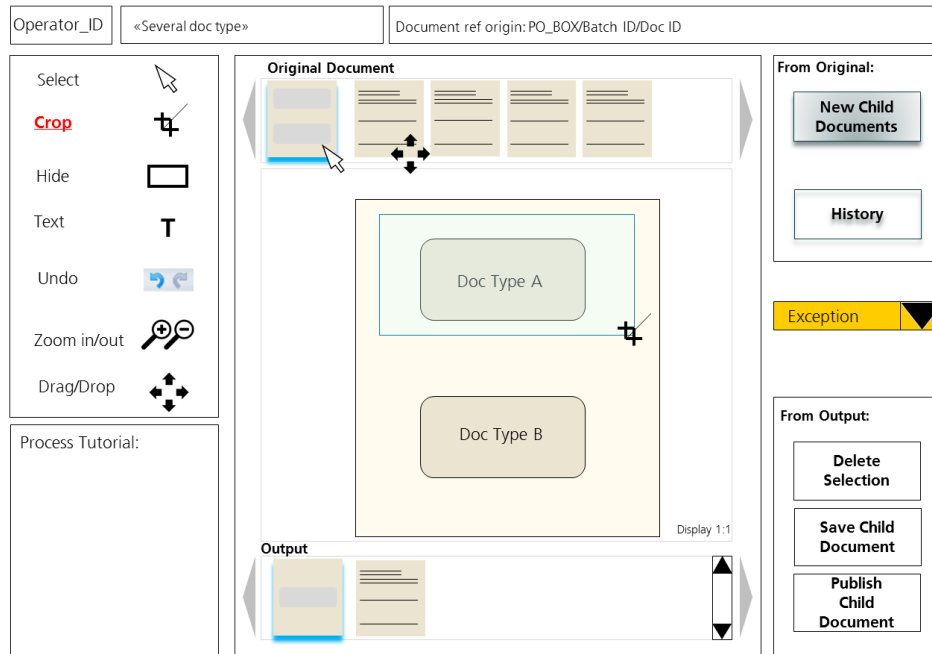 Operator_ID
«Several doc type»
Document ref origin: PO_BOX/Batch ID/Doc ID
Select
Crop
Hide
Text
T
Undo
Zoom in/out
Drag/Drop
Process Tutorial:
Original Document
Doc Type A
Doc Type B
Display 1:1
Output
From Original:
New Child
Documents
History
Exception
From Output:
Delete
Selection
Save Child
Document
Publish
Child
Document